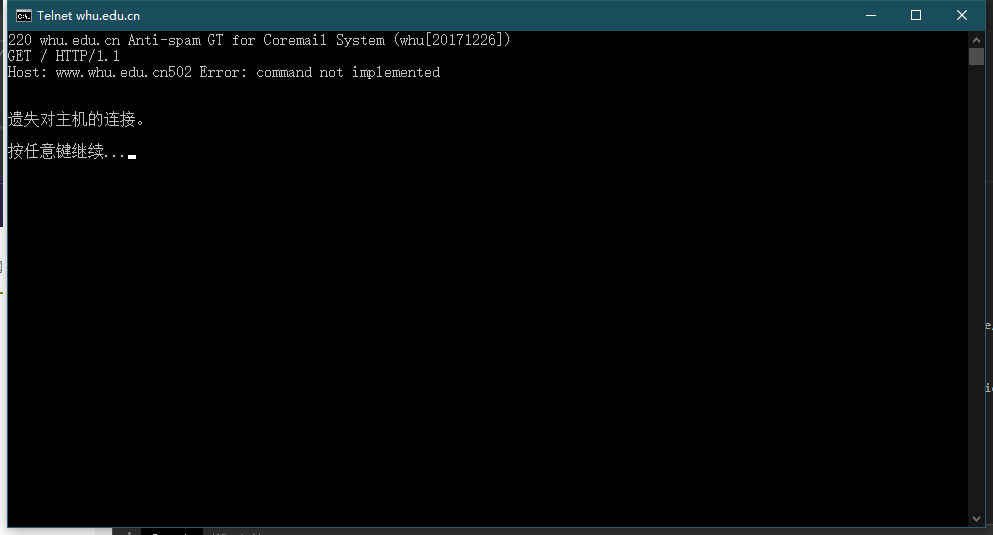 Telnet whu.edu.cn
220 whu.edu.cn Anti-spam GT for Coremail System (whu[20171226])
GET / HTTP/1.1
Host: www.whu.edu.cn502 Error: command not implemented
遗失对主机的连接。
按任意键继续...